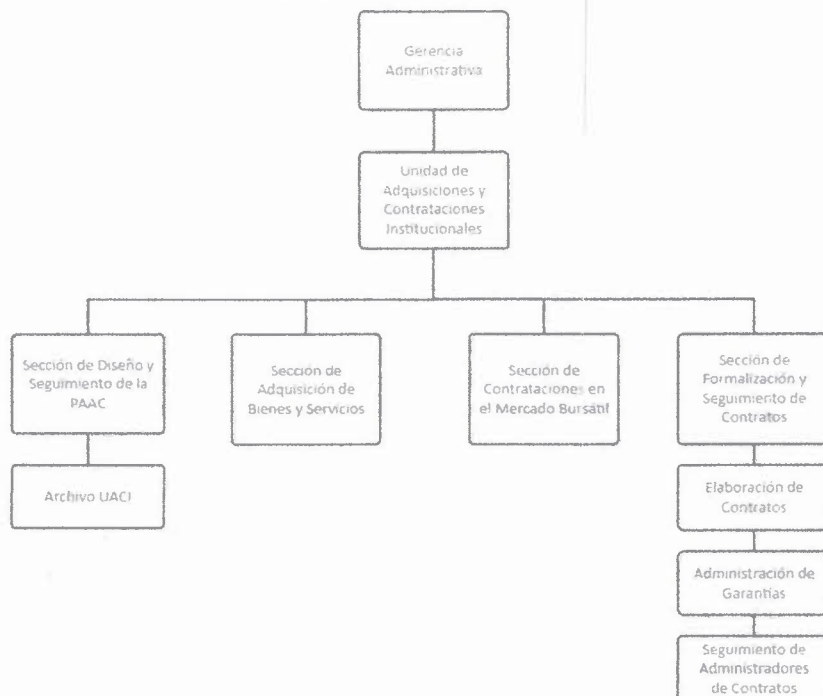 Gerencia
Administrativa
Unidad de
Adquisiciones y
Contrataciones
Institucionales
Sección de Diseño y
Seguimiento de la
PAAC
Sección de
Adquisición de
Bienes y Servicios
Sección de
Contrataciones en
el Mercado Bursátil
Sección de
Formalización y
Seguimiento de
Contratos
Archivo UACI
Elaboración de
Contratos
Administración de
Garantías
Seguimiento de
Administradores
de Contratos